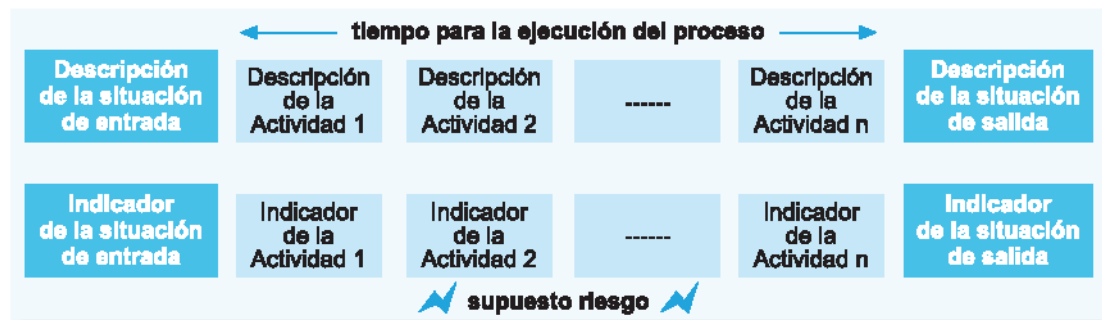 tiempo para la ejecución del proceso
Descripción
de la situación
de entrada
Descripción
de la
Actividad 1
Descripción
de la
Actividad 2
------
Descripción
de la
Actividad n
Descripción
de la situación
de salida
Indicador
de la situación
de entrada
Indicador
de la
Actividad 1
Indicador
de la
Actividad 2
------
Indicador
de la
Actividad n
Indicador
de la situación
de salida
supuesto riesgo